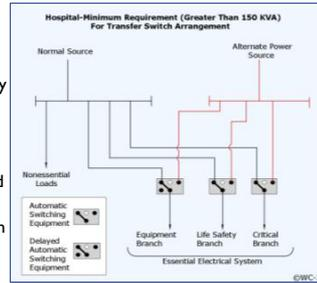 Hospital-Minimum Requirement (Greater Than 150 KVA)
For Transfer Switch Arrangement
Normal Source
Alternate Power
Source
Nonessential
Loads
Automatic
Switching
Equipment
Delayed
Automatic
Switching
Equipment
Equipment
Branch
Life Safety
Branch
Critical
Branch
Essential Electrical System
©WC-
y
d
n